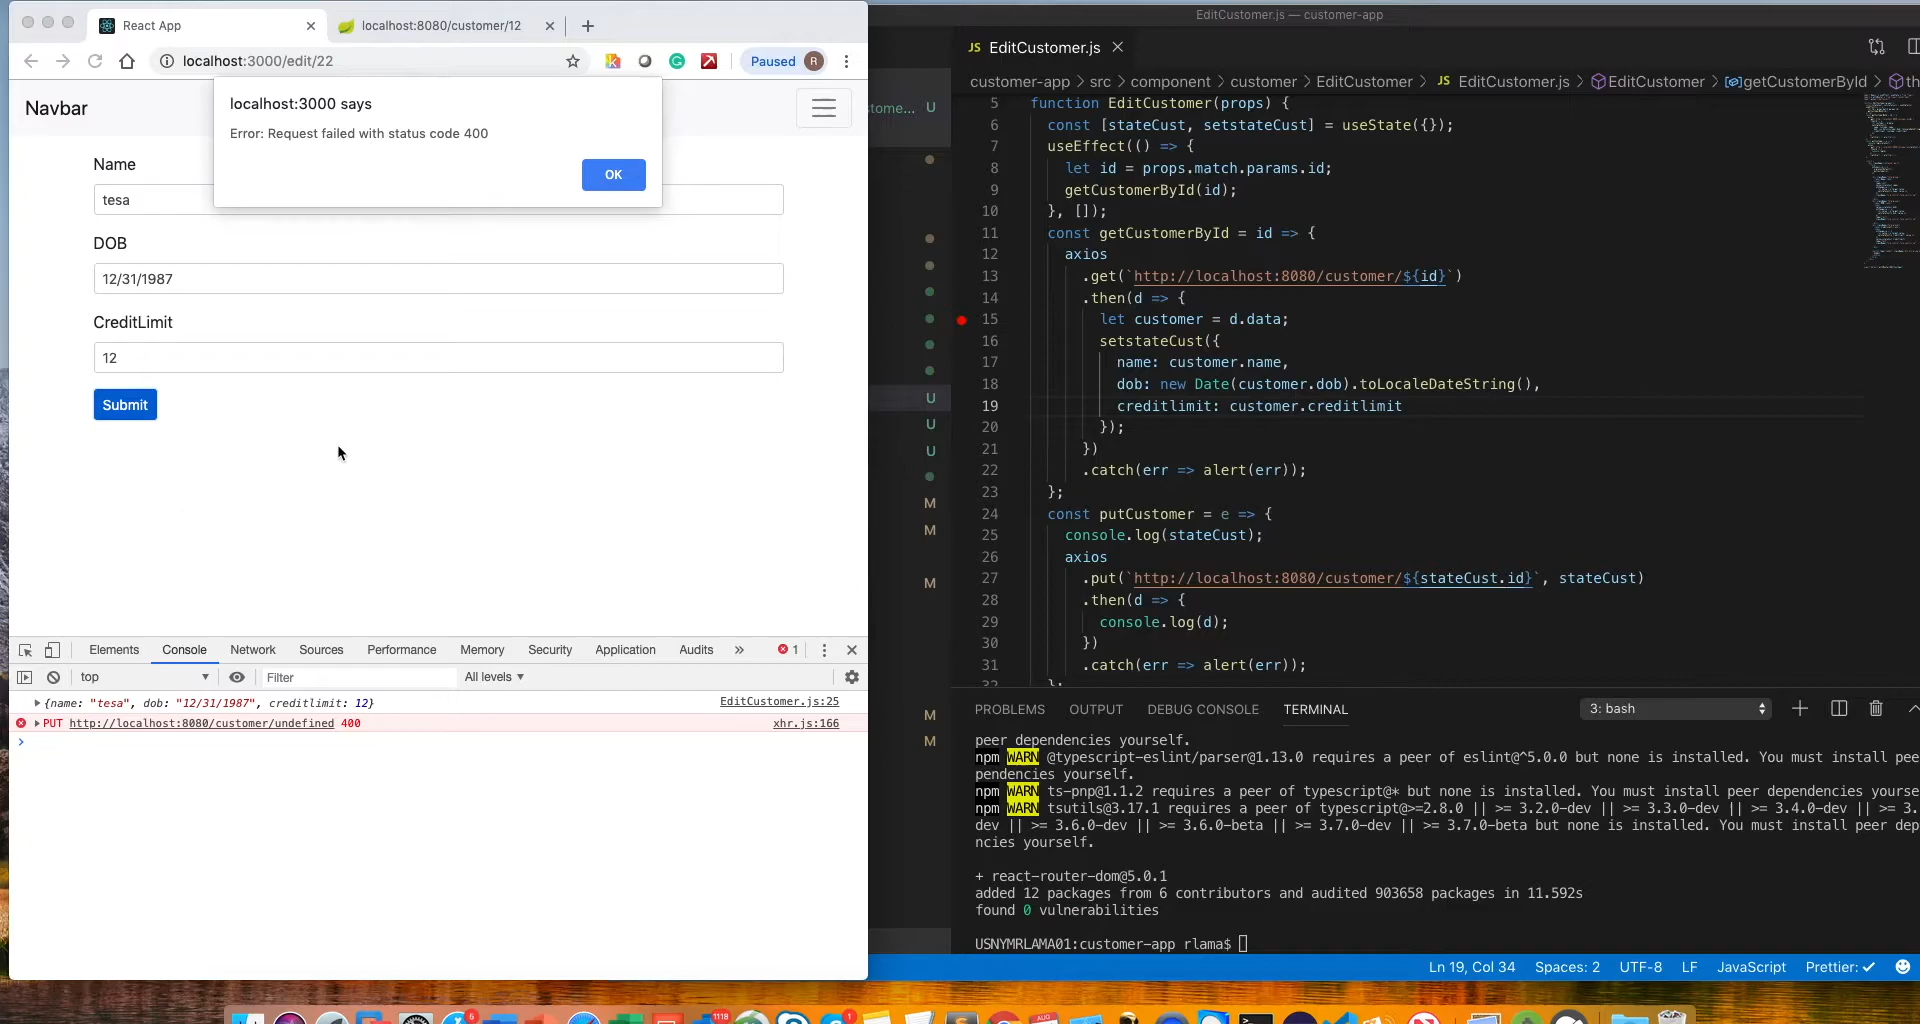 React App
localhost:8080/customer/12
localhost:3000/edit/22
Paused
R
localhost:3000 says
Error: Request failed with status code 400
OK
Navbar
Name
tesa
DOB
12/31/1987
CreditLimit
12
Submit
Elements
Console
Network
Sources
Performance
Memory
Security
Application
Audits
1
top
Filter
All levels
{name: "tesa", dob: "12/31/1987", creditlimit: 12}
EditCustomer.js:25
PUT http://localhost:8080/customer/undefined 400
xhr.js:166
EditCustomer.js — customer-app
JS EditCustomer.js
customer-app > src > component > customer > EditCustomer > JS EditCustomer.js > EditCustomer > getCustomerById > th
tome... U
5 function EditCustomer(props) {
6 const [stateCust, setstateCust] = useState({});
7 useEffect(() => {
8 let id = props.match.params.id;
9 getCustomerById(id);
10 }, []);
11 const getCustomerById = id => {
12 axios
13 .get(`http://localhost:8080/customer/${id}`)
14 .then(d => {
15 let customer = d.data;
16 setstateCust({
17 name: customer.name,
18 dob: new Date(customer.dob).toLocaleDateString(),
19 creditlimit: customer.creditlimit
20 });
21 })
22 .catch(err => alert(err));
23 };
24 const putCustomer = e => {
25 console.log(stateCust);
26 axios
27 .put(`http://localhost:8080/customer/${stateCust.id}`, stateCust)
28 .then(d => {
29 console.log(d);
30 })
31 .catch(err => alert(err));
32 };
U
U
U
M
M
M
M
M
PROBLEMS
OUTPUT
DEBUG CONSOLE
TERMINAL
3: bash
peer dependencies yourself.
npm WARN @typescript-eslint/parser@1.13.0 requires a peer of eslint@^5.0.0 but none is installed. You must install pee
pendencies yourself.
npm WARN ts-pnp@1.1.2 requires a peer of typescript@* but none is installed. You must install peer dependencies yourse
npm WARN tsutils@3.17.1 requires a peer of typescript@>=2.8.0 || >= 3.2.0-dev || >= 3.3.0-dev || >= 3.4.0-dev || >= 3.
dev || >= 3.6.0-dev || >= 3.6.0-beta || >= 3.7.0-dev || >= 3.7.0-beta but none is installed. You must install peer dep
ncies yourself.
+ react-router-dom@5.0.1
added 12 packages from 6 contributors and audited 903658 packages in 11.592s
found 0 vulnerabilities
USNYMRLAMA01:customer-app rlama$
Ln 19, Col 34
Spaces: 2
UTF-8
LF
JavaScript
Prettier: ✓
6
1118
1
AUG